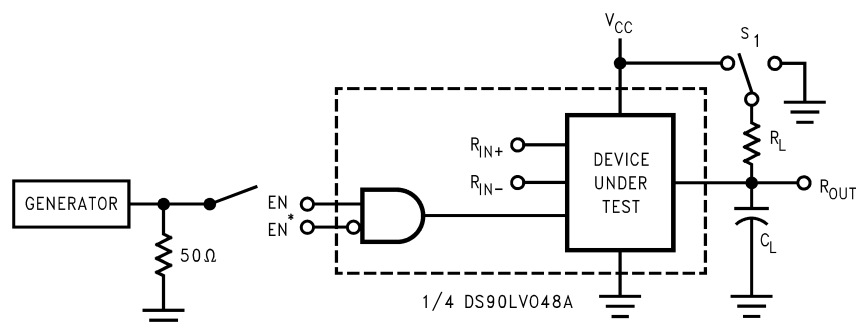 V_CC
S_1
R_IN+
R_IN−
DEVICE
UNDER
TEST
R_L
R_OUT
GENERATOR
EN
EN*
50Ω
C_L
1/4 DS90LV048A